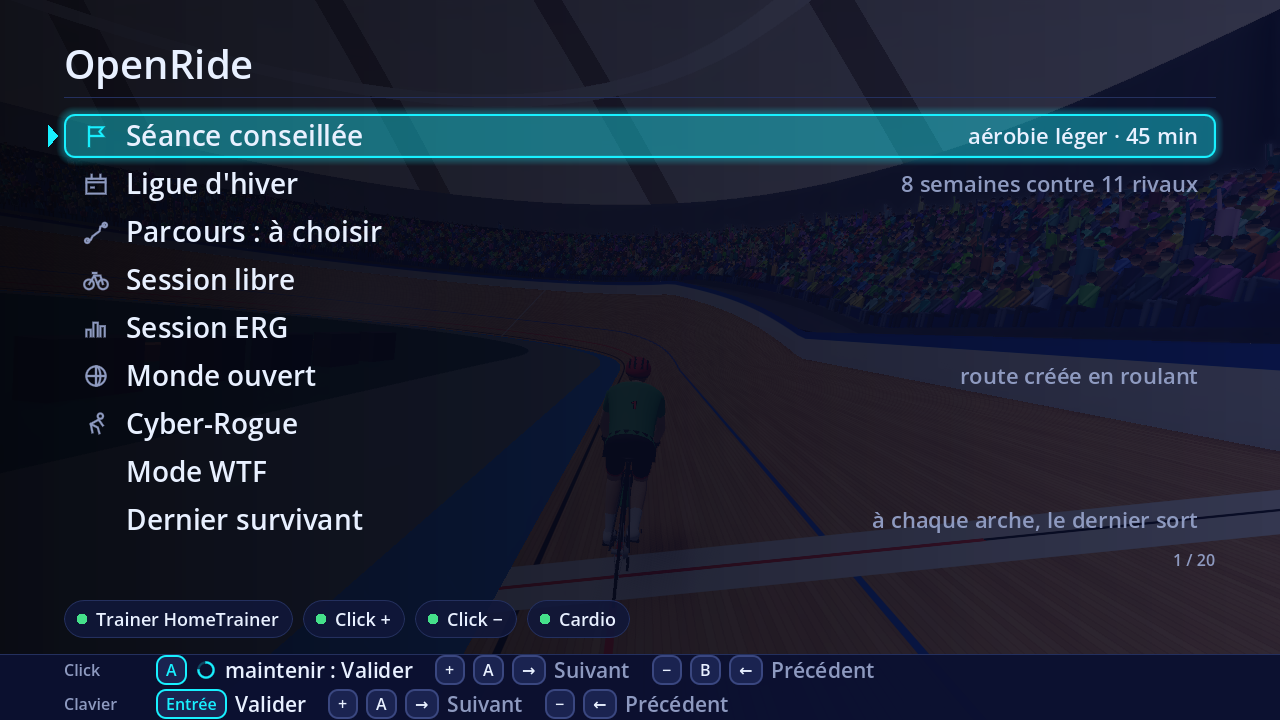 OpenRide
Séance conseillée aérobie léger · 45 min
Ligue d'hiver 8 semaines contre 11 rivaux
Parcours : à choisir
Session libre
Session ERG
Monde ouvert route créée en roulant
Cyber-Rogue
Mode WTF
Dernier survivant à chaque arche, le dernier sort
1 / 20
Trainer HomeTrainer Click + Click − Cardio
Click A maintenir : Valider + A → Suivant − B ← Précédent
Clavier Entrée Valider + A → Suivant − ← Précédent